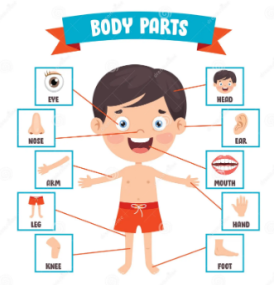 BODY PARTS
EYE
HEAD
NOSE
EAR
ARM
MOUTH
LEG
HAND
KNEE
FOOT